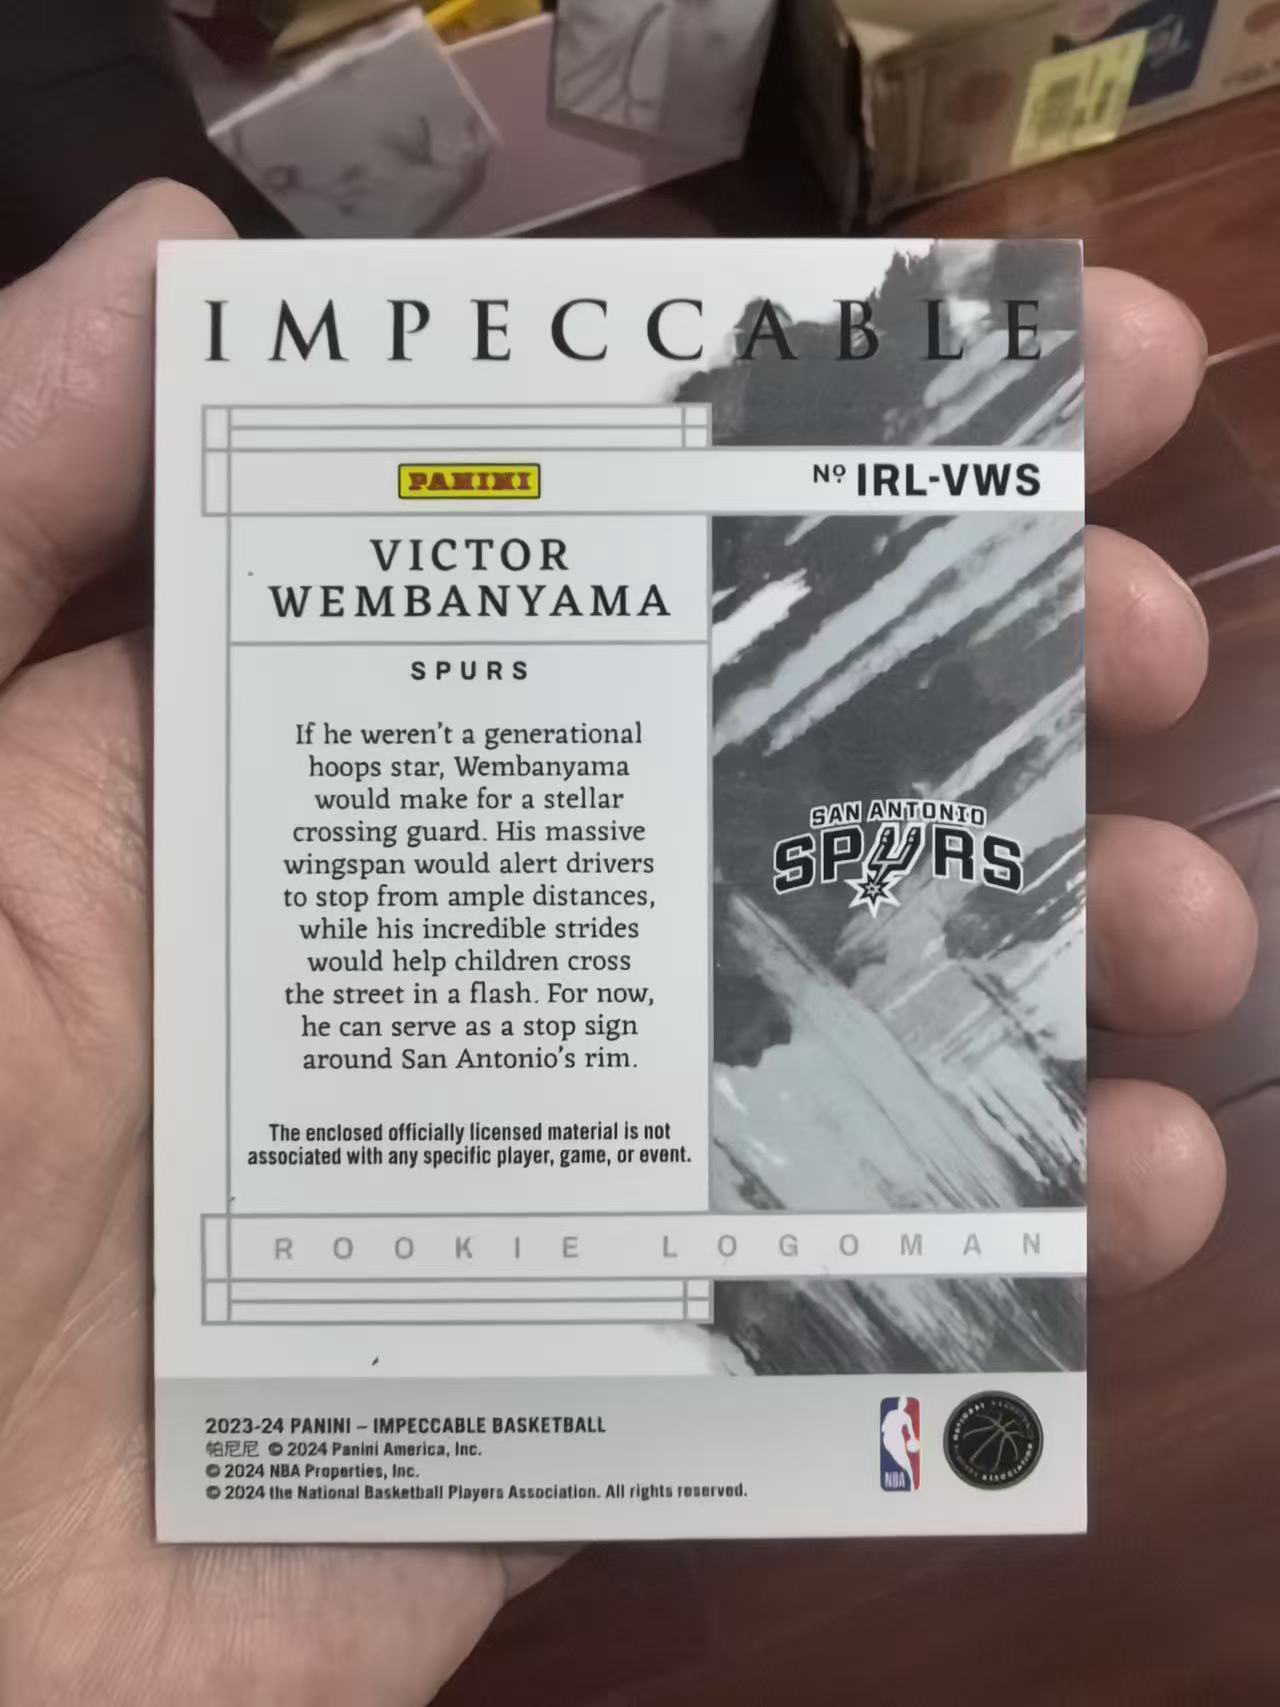 IMPECCABLE
PANINI
Nº IRL-VWS
VICTOR
WEMBANYAMA
SPURS
If he weren't a generational
hoops star, Wembanyama
would make for a stellar
crossing guard. His massive
wingspan would alert drivers
to stop from ample distances,
while his incredible strides
would help children cross
the street in a flash. For now,
he can serve as a stop sign
around San Antonio's rim.
SAN ANTONIO
SPURS
The enclosed officially licensed material is not
associated with any specific player, game, or event.
ROOKIE LOGOMAN
2023-24 PANINI – IMPECCABLE BASKETBALL
帕尼尼 © 2024 Panini America, Inc.
© 2024 NBA Properties, Inc.
© 2024 the National Basketball Players Association. All rights reserved.
NBA